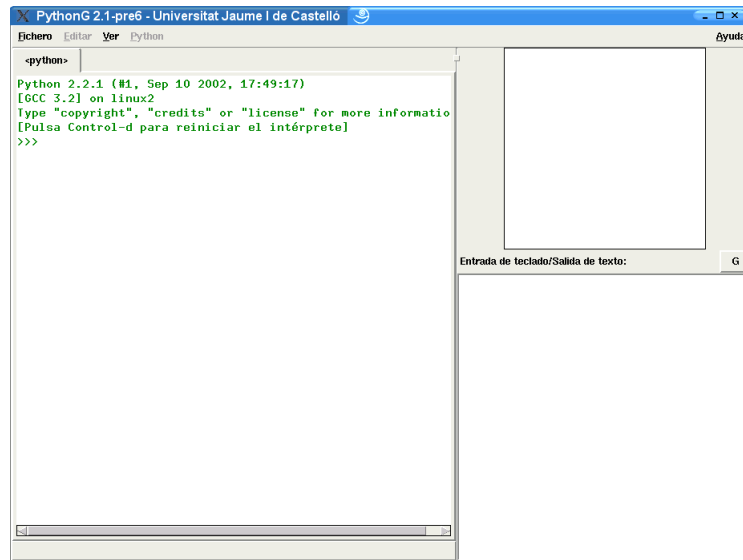 PythonG 2.1-pre6 - Universitat Jaume I de Castelló
Fichero Editar Ver Python Ayuda
<python>
Python 2.2.1 (#1, Sep 10 2002, 17:49:17)
[GCC 3.2] on linux2
Type "copyright", "credits" or "license" for more informatio
[Pulsa Control-d para reiniciar el intérprete]
>>>
Entrada de teclado/Salida de texto: G